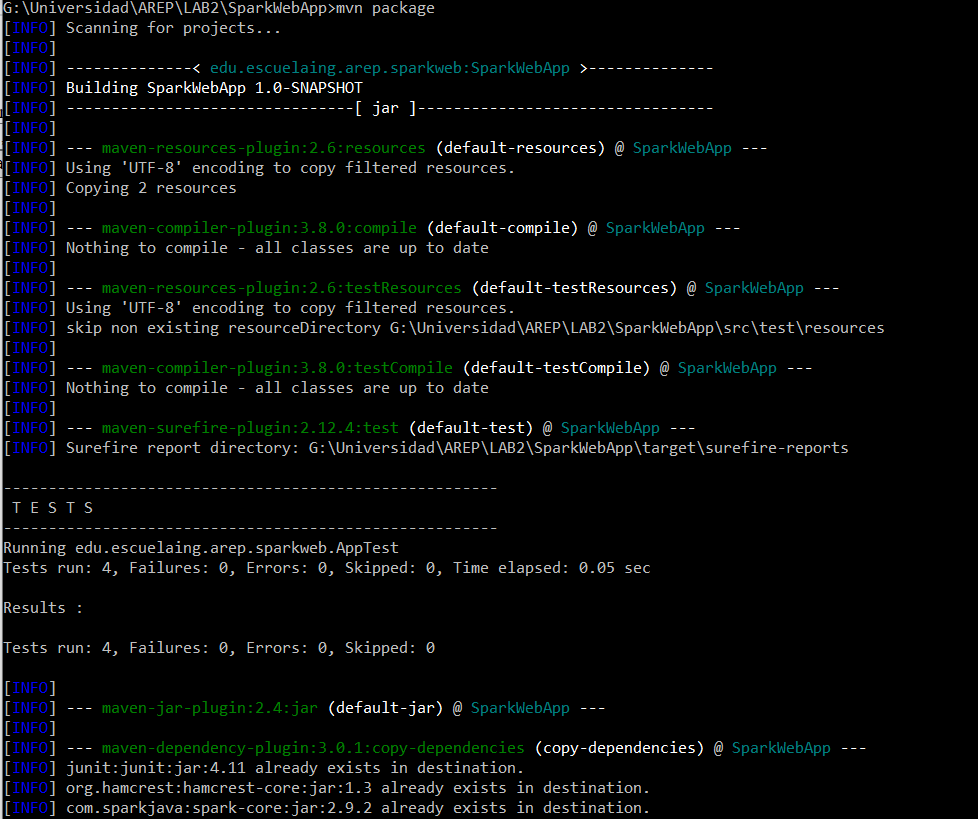 G:\Universidad\AREP\LAB2\SparkWebApp>mvn package
[INFO] Scanning for projects...
[INFO]
[INFO] --------------< edu.escuelaing.arep.sparkweb:SparkWebApp >--------------
[INFO] Building SparkWebApp 1.0-SNAPSHOT
[INFO] --------------------------------[ jar ]---------------------------------
[INFO]
[INFO] --- maven-resources-plugin:2.6:resources (default-resources) @ SparkWebApp ---
[INFO] Using 'UTF-8' encoding to copy filtered resources.
[INFO] Copying 2 resources
[INFO]
[INFO] --- maven-compiler-plugin:3.8.0:compile (default-compile) @ SparkWebApp ---
[INFO] Nothing to compile - all classes are up to date
[INFO]
[INFO] --- maven-resources-plugin:2.6:testResources (default-testResources) @ SparkWebApp ---
[INFO] Using 'UTF-8' encoding to copy filtered resources.
[INFO] skip non existing resourceDirectory G:\Universidad\AREP\LAB2\SparkWebApp\src\test\resources
[INFO]
[INFO] --- maven-compiler-plugin:3.8.0:testCompile (default-testCompile) @ SparkWebApp ---
[INFO] Nothing to compile - all classes are up to date
[INFO]
[INFO] --- maven-surefire-plugin:2.12.4:test (default-test) @ SparkWebApp ---
[INFO] Surefire report directory: G:\Universidad\AREP\LAB2\SparkWebApp\target\surefire-reports
-------------------------------------------------------
T E S T S
-------------------------------------------------------
Running edu.escuelaing.arep.sparkweb.AppTest
Tests run: 4, Failures: 0, Errors: 0, Skipped: 0, Time elapsed: 0.05 sec
Results :
Tests run: 4, Failures: 0, Errors: 0, Skipped: 0
[INFO]
[INFO] --- maven-jar-plugin:2.4:jar (default-jar) @ SparkWebApp ---
[INFO]
[INFO] --- maven-dependency-plugin:3.0.1:copy-dependencies (copy-dependencies) @ SparkWebApp ---
[INFO] junit:junit:jar:4.11 already exists in destination.
[INFO] org.hamcrest:hamcrest-core:jar:1.3 already exists in destination.
[INFO] com.sparkjava:spark-core:jar:2.9.2 already exists in destination.